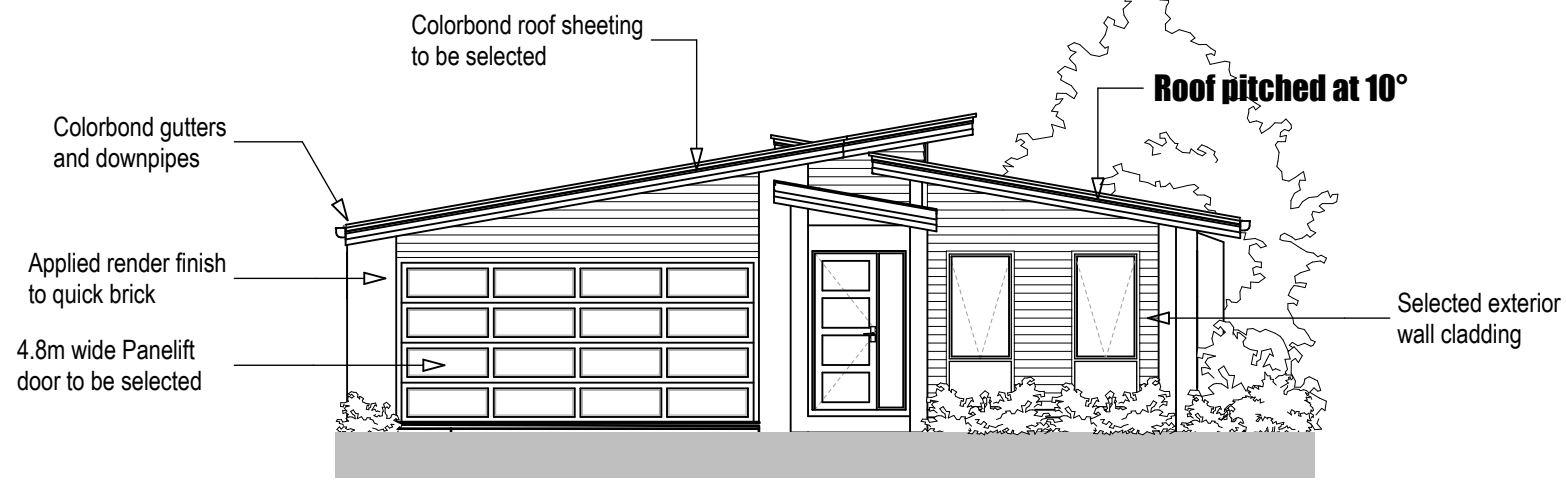 Colorbond roof sheeting
to be selected
Roof pitched at 10°
Colorbond gutters
and downpipes
Applied render finish
to quick brick
4.8m wide Panelift
door to be selected
Selected exterior
wall cladding